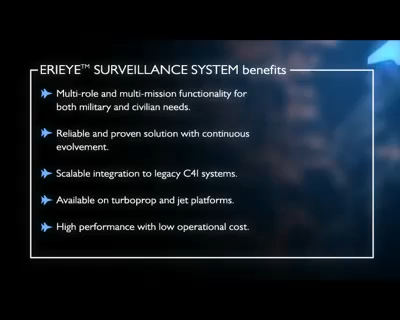 ERIEYE™ SURVEILLANCE SYSTEM benefits
Multi-role and multi-mission functionality for
both military and civilian needs.
Reliable and proven solution with continuous
evolvement.
Scalable integration to legacy C4I systems.
Available on turboprop and jet platforms.
High performance with low operational cost.